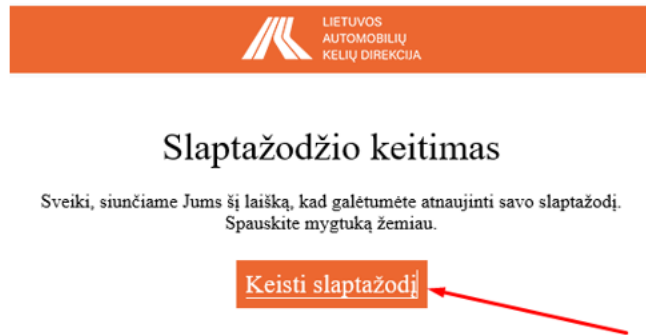 LIETUVOS
AUTOMOBILIŲ
KELIŲ DIREKCIJA
Slaptažodžio keitimas
Sveiki, siunčiame Jums šį laišką, kad galėtumėte atnaujinti savo slaptažodį.
Spauskite mygtuką žemiau.
Keisti slaptažodį